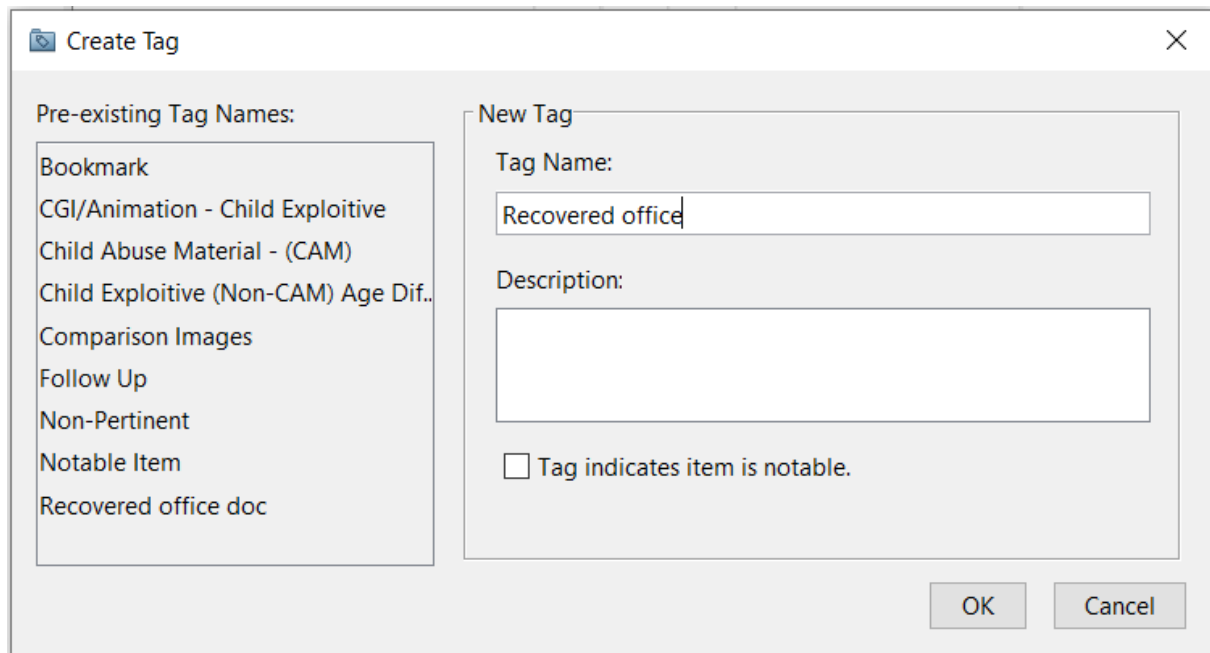 Create Tag
Pre-existing Tag Names:
Bookmark
CGI/Animation - Child Exploitive
Child Abuse Material - (CAM)
Child Exploitive (Non-CAM) Age Dif..
Comparison Images
Follow Up
Non-Pertinent
Notable Item
Recovered office doc
New Tag
Tag Name:
Recovered office
Description:
Tag indicates item is notable.
OK
Cancel